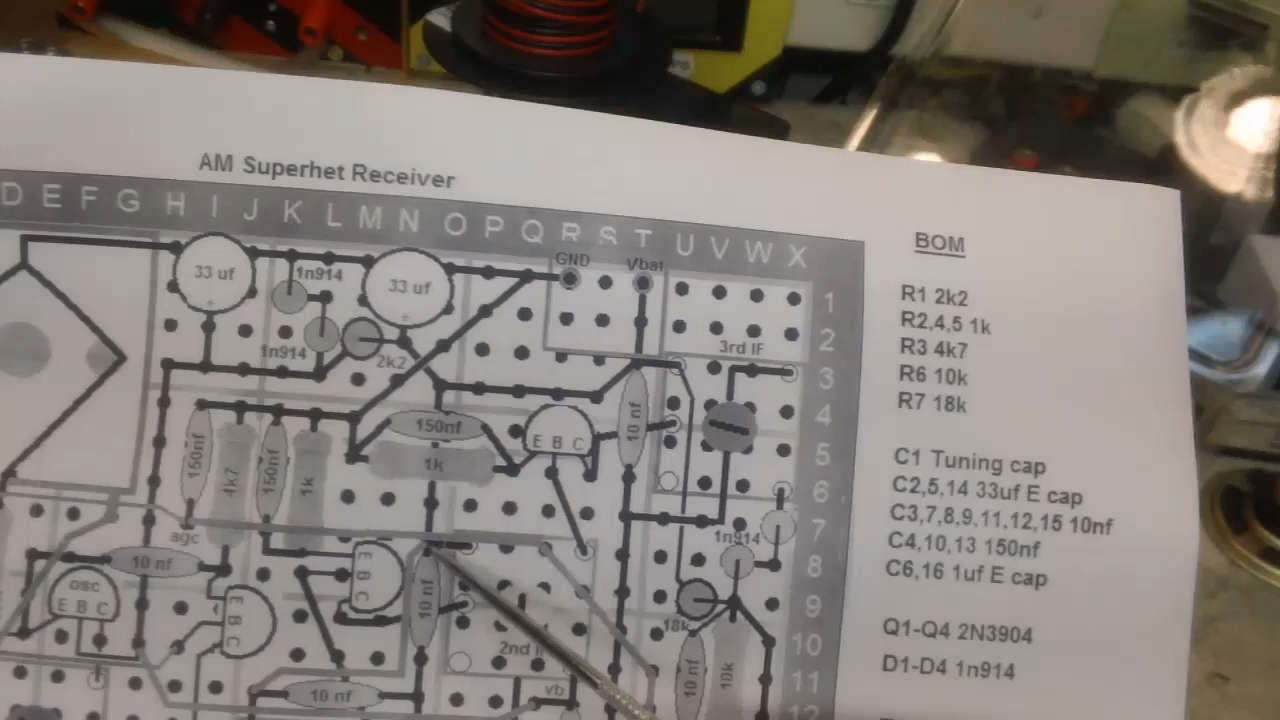 AM Superhet Receiver
D E F G H I J K L M N O P Q R S T U V W X
GND
Vbat
33 uf
+
1n914
33 uf
+
1n914
2k2
3rd IF
1
2
3
4
5
6
7
8
9
10
11
12
150nf
4k7
150nf
1k
150nf
1k
E B C
10 nf
agc
1n914
10 nf
osc
E B C
E B C
E B C
10 nf
18k
2nd
10 nf
vb
10 nf
10k
BOM
R1 2k2
R2,4,5 1k
R3 4k7
R6 10k
R7 18k
C1 Tuning cap
C2,5,14 33uf E cap
C3,7,8,9,11,12,15 10nf
C4,10,13 150nf
C6,16 1uf E cap
Q1-Q4 2N3904
D1-D4 1n914